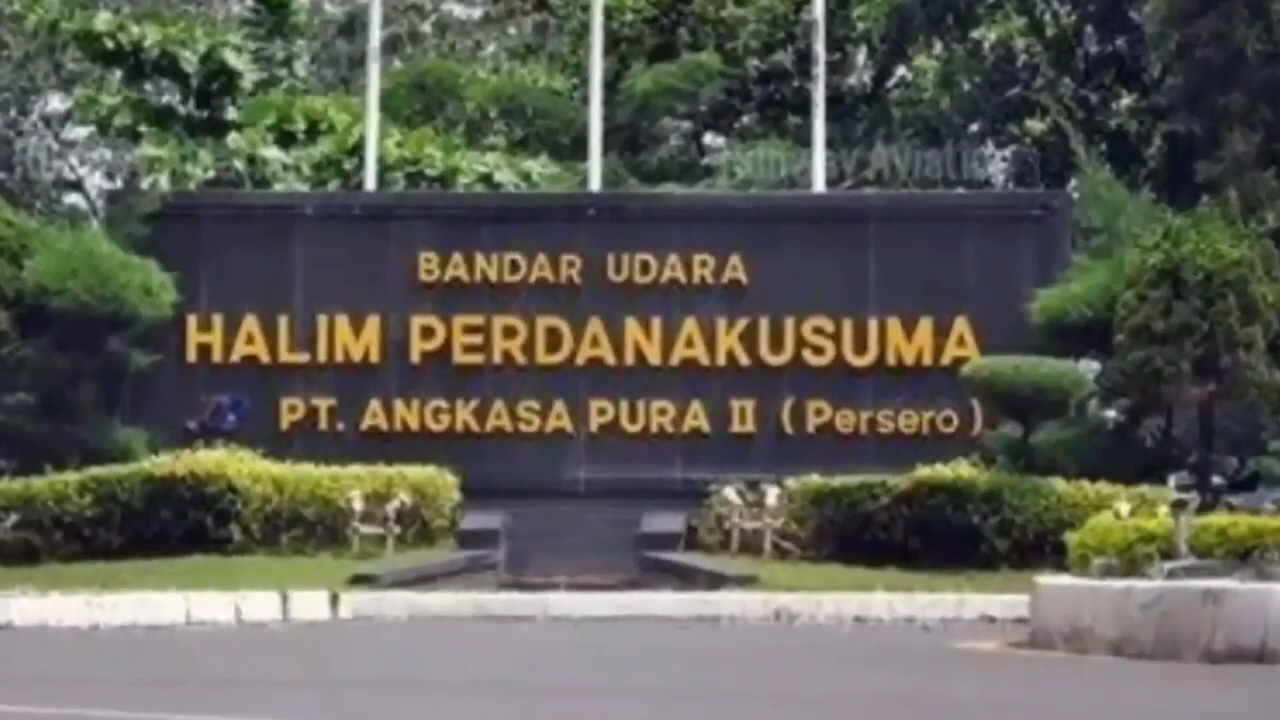 BANDAR UDARA
HALIM PERDANAKUSUMA
PT. ANGKASA PURA II (Persero)